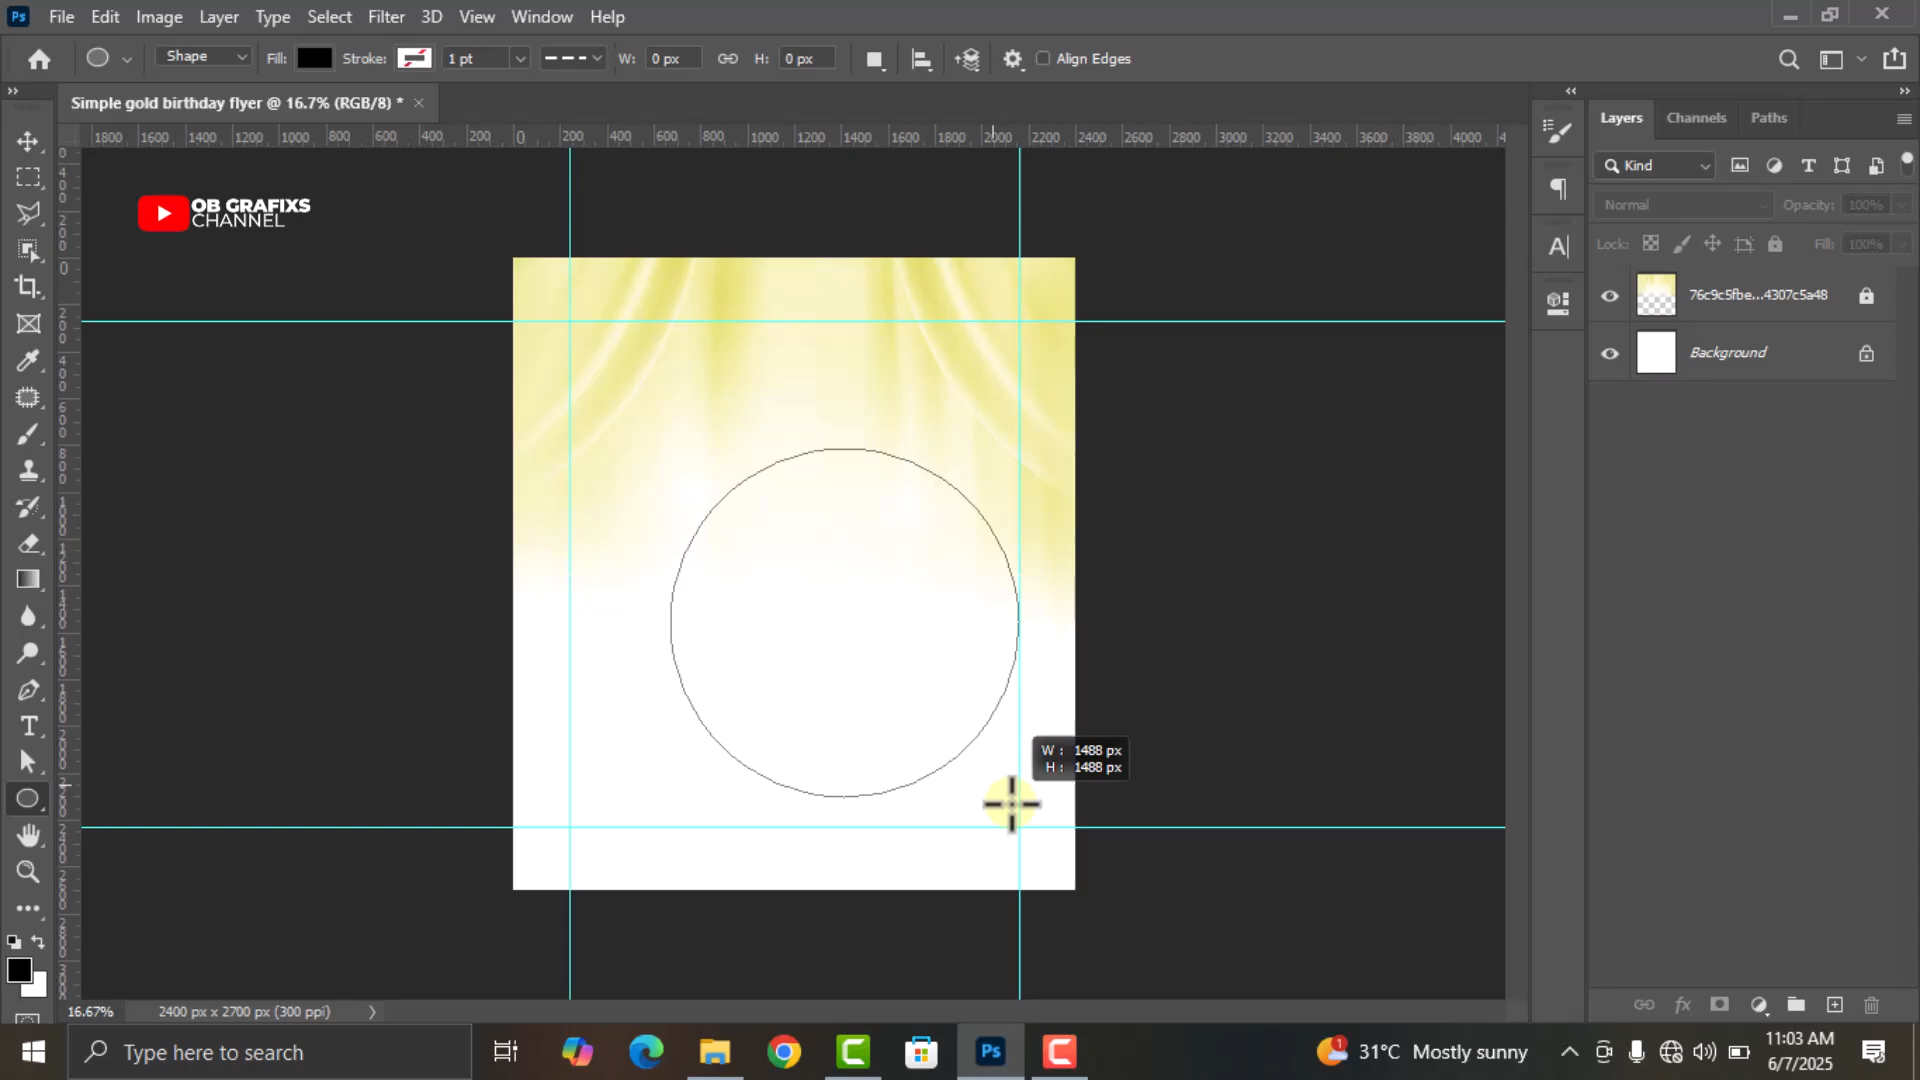 Ps File Edit Image Layer Type Select Filter 3D View Window Help
Shape Fill: Stroke: 1 pt W: 0 px H: 0 px Align Edges
Simple gold birthday flyer @ 16.7% (RGB/8) *
1800 1600 1400 1200 1000 800 600 400 200 0 200 400 600 800 1000 1200 1400 1600 1800 2000 2200 2400 2600 2800 3000 3200 3400 3600 3800 4000
OB GRAFIXS
CHANNEL
W : 1488 px
H : 1488 px
Layers Channels Paths
Kind
Normal Opacity: 100%
Lock: Fill: 100%
76c9c5fbe...4307c5a48
Background
16.67% 2400 px x 2700 px (300 ppi)
Type here to search
Ps
1
31°C Mostly sunny
11:03 AM
6/7/2025